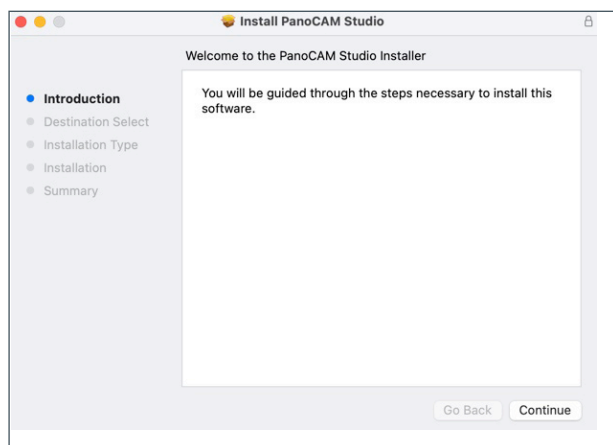 Install PanoCAM Studio
Welcome to the PanoCAM Studio Installer
Introduction
Destination Select
Installation Type
Installation
Summary
You will be guided through the steps necessary to install this
software.
Go Back
Continue